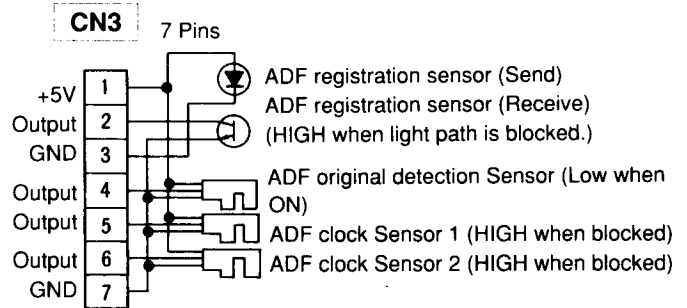 CN3
7 Pins
+5V 1
Output 2
GND 3
Output 4
Output 5
Output 6
GND 7
ADF registration sensor (Send)
ADF registration sensor (Receive)
(HIGH when light path is blocked.)
ADF original detection Sensor (Low when
ON)
ADF clock Sensor 1 (HIGH when blocked)
ADF clock Sensor 2 (HIGH when blocked)